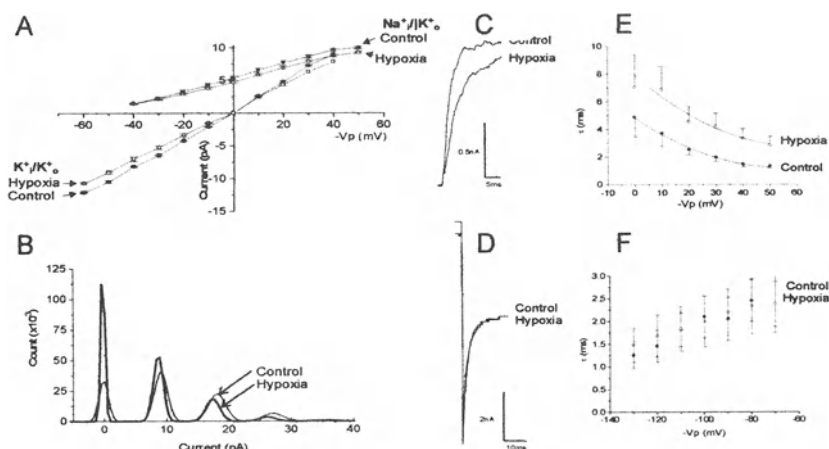 A
Na⁺ᵢ/|K⁺ₒ
Control
Hypoxia
10
5
-60 -40 -20 0 20 40 60
-Vp (mV)
-5
-10
-15
Current (pA)
K⁺ᵢ/K⁺ₒ
Hypoxia
Control
B
125
100
75
50
25
0
Count (x10³)
Control
Hypoxia
0 10 20 30 40
Current (pA)
C
Control
Hypoxia
0.5nA
5ms
D
Control
Hypoxia
2nA
10ms
E
10
8
6
4
2
0
τ (ms)
Hypoxia
Control
-10 0 10 20 30 40 50 60
-Vp (mV)
F
3.0
2.5
2.0
1.5
1.0
0.5
0.0
τ (ms)
Control
Hypoxia
-140 -120 -100 -80 -60
-Vp (mV)